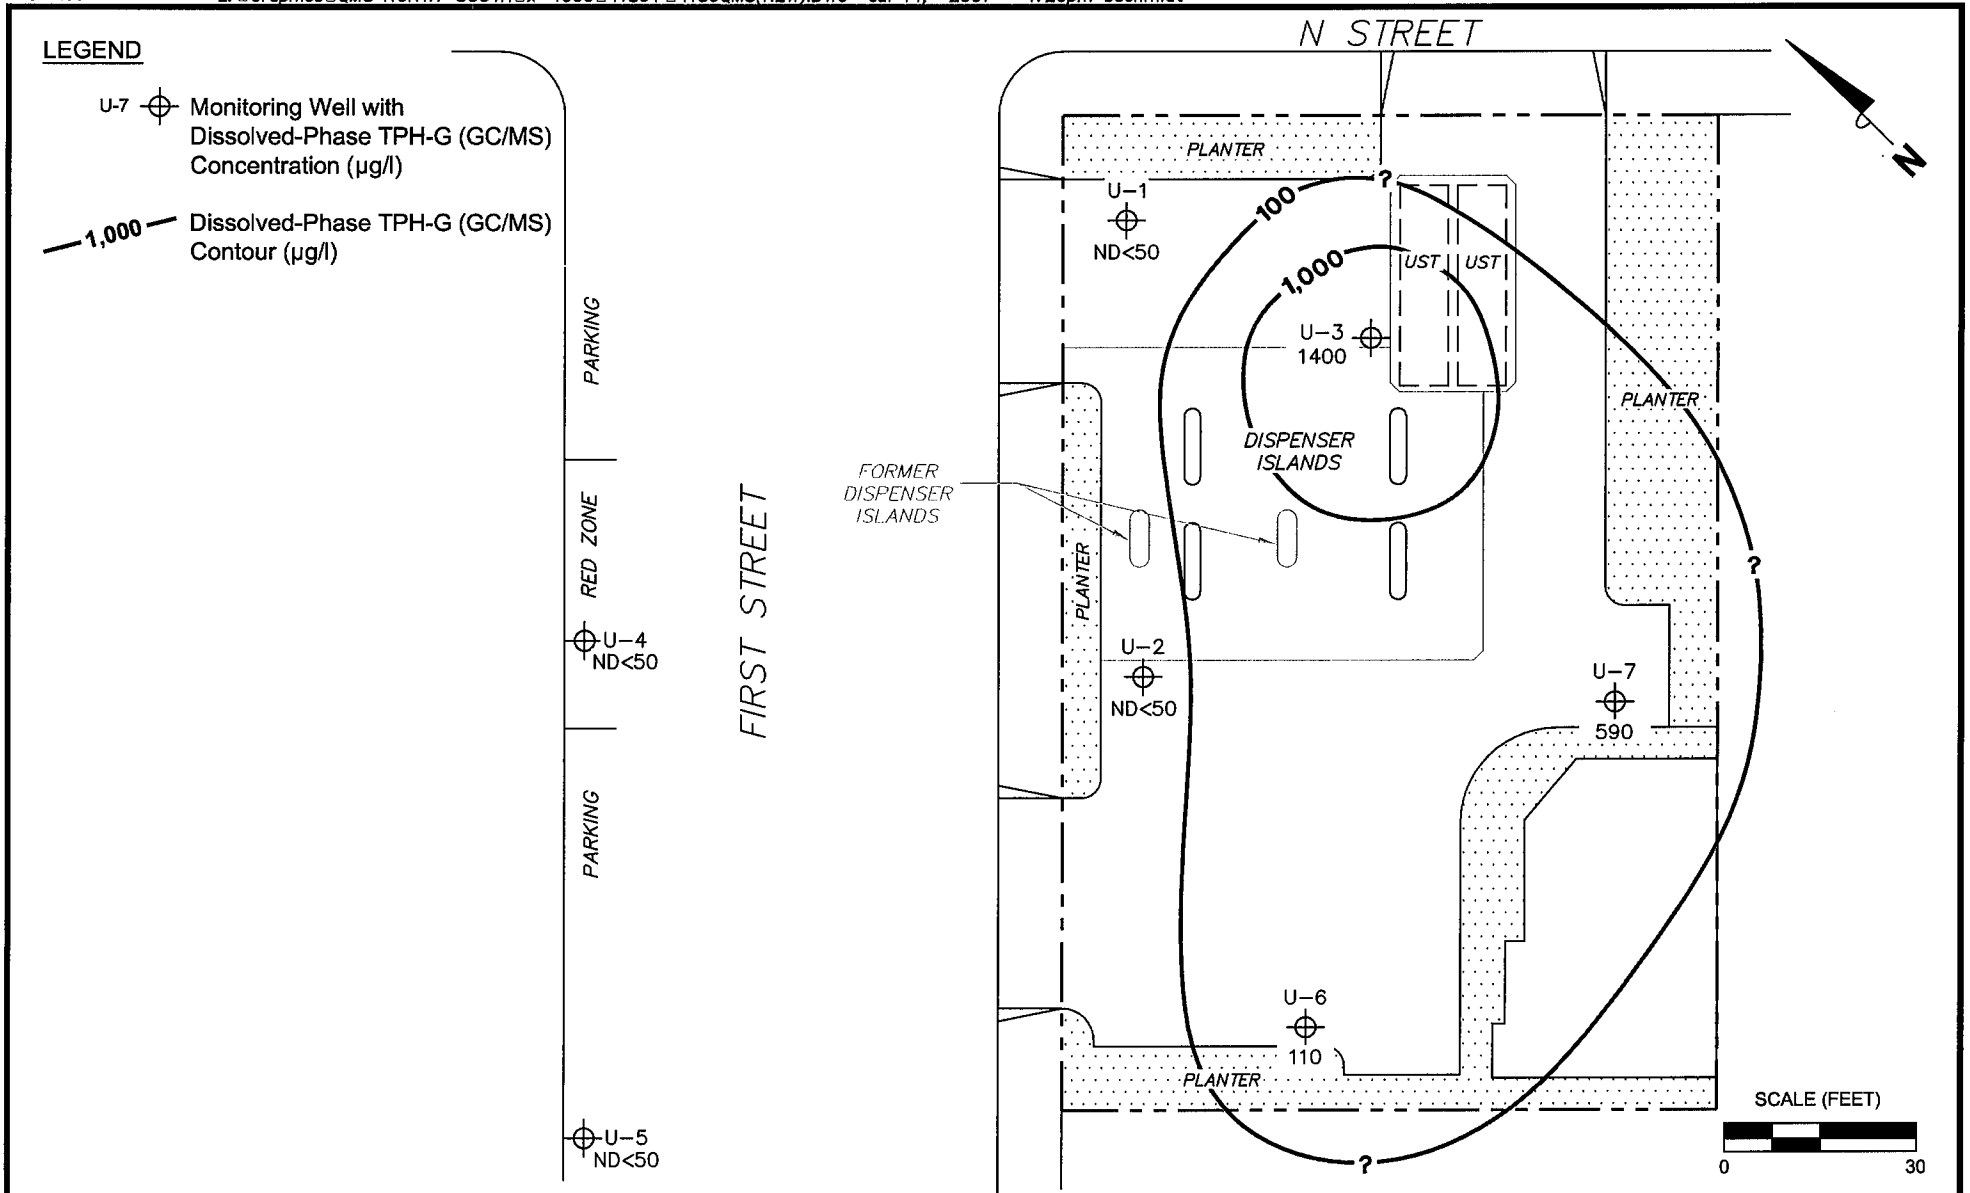 LEGEND
U-7
Monitoring Well with
Dissolved-Phase TPH-G (GC/MS)
Concentration (µg/l)
1,000
Dissolved-Phase TPH-G (GC/MS)
Contour (µg/l)
N STREET
N
PLANTER
?
U-1
ND<50
100
1,000
UST UST
U-3
1400
PARKING
PLANTER
DISPENSER
ISLANDS
FORMER
DISPENSER
ISLANDS
RED ZONE
FIRST STREET
PLANTER
?
U-4
ND<50
U-2
ND<50
U-7
590
PARKING
U-6
110
PLANTER
SCALE (FEET)
0 30
U-5
ND<50
?